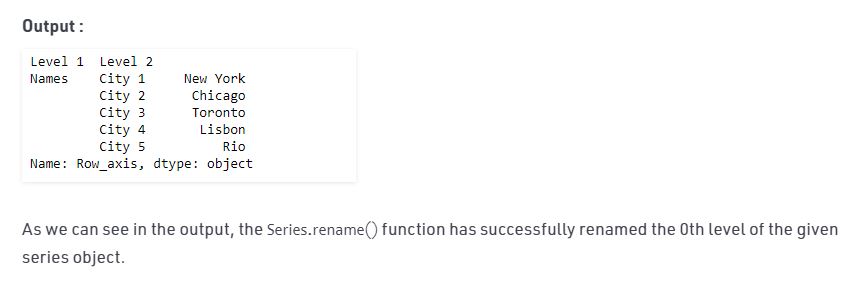 Output :
Level 1  Level 2
Names    City 1     New York
         City 2      Chicago
         City 3      Toronto
         City 4       Lisbon
         City 5          Rio
Name: Row_axis, dtype: object
As we can see in the output, the Series.rename() function has successfully renamed the 0th level of the given
series object.